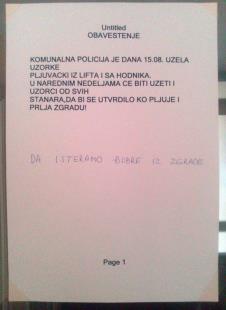 Untitled
OBAVESTENJE
KOMUNALNA POLICIJA JE DANA 15.08. UZELA
UZORKE
PLJUVACKI IZ LIFTA I SA HODNIKA.
U NAREDNIM NEDELJAMA CE BITI UZETI I
UZORCI OD SVIH
STANARA,DA BI SE UTVRDILO KO PLJUJE I
PRLJA ZGRADU!
DA ISTERAMO ĐUBRE IZ ZGRADE
Page 1